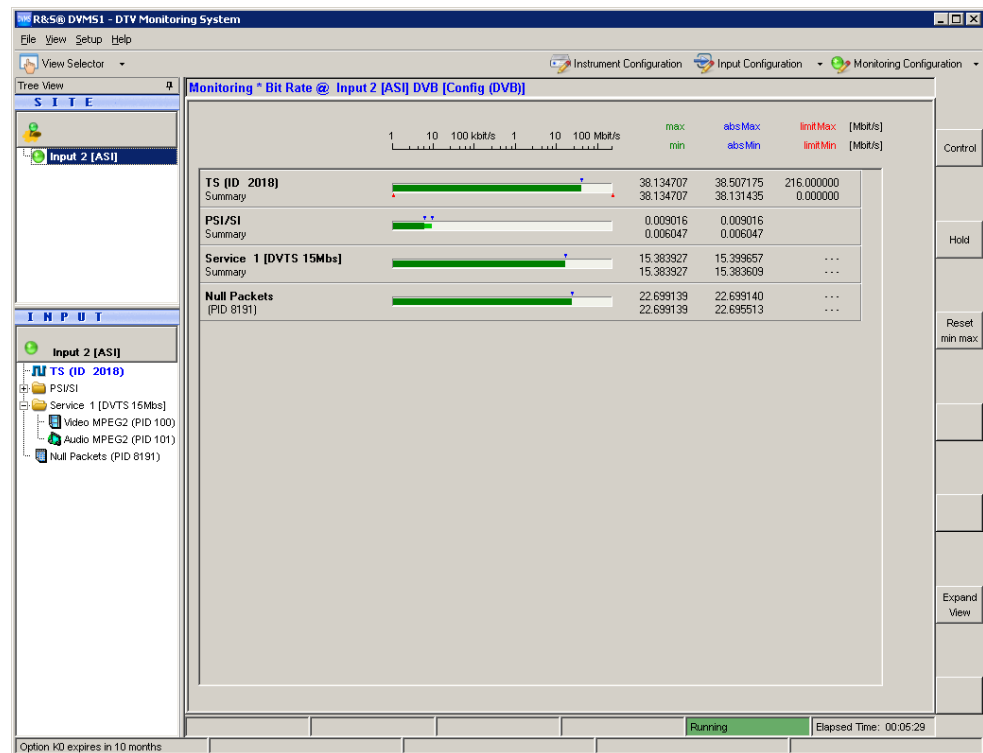 R&S® DVMS1 - DTV Monitoring System
File View Setup Help
View Selector
Instrument Configuration
Input Configuration
Monitoring Configuration
Tree View
SITE
Input 2 [ASI]
INPUT
Input 2 [ASI]
TS (ID 2018)
PSI/SI
Service 1 [DVTS 15Mbs]
Video MPEG2 (PID 100)
Audio MPEG2 (PID 101)
Null Packets (PID 8191)
Monitoring * Bit Rate @ Input 2 [ASI] DVB [Config (DVB)]
1 10 100 kbit/s 1 10 100 Mbit/s
max absMax limitMax [Mbit/s]
min absMin limitMin [Mbit/s]
TS (ID 2018) 38.134707 38.507175 216.000000
Summary 38.134707 38.131435 0.000000
PSI/SI 0.009016 0.009016
Summary 0.006047 0.006047
Service 1 [DVTS 15Mbs] 15.383927 15.399657 ...
Summary 15.383927 15.383609 ...
Null Packets 22.699139 22.699140 ...
(PID 8191) 22.699139 22.695513 ...
Control
Hold
Reset
min max
Expand
View
Running
Elapsed Time: 00:05:29
Option K0 expires in 10 months